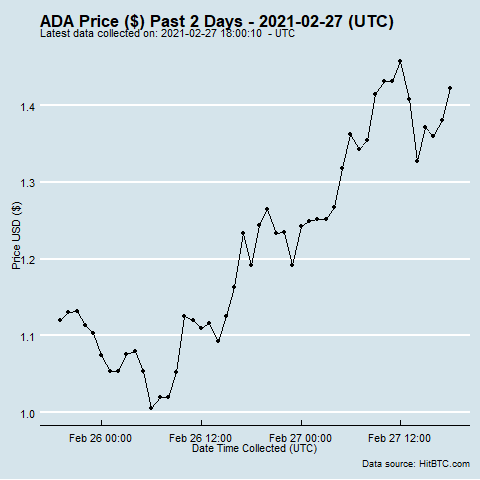 ADA Price ($) Past 2 Days - 2021-02-27 (UTC)
Latest data collected on: 2021-02-27 18:00:10  - UTC
Price USD ($)
1.4
1.3
1.2
1.1
1.0
Feb 26 00:00 Feb 26 12:00 Feb 27 00:00 Feb 27 12:00
Date Time Collected (UTC)
Data source: HitBTC.com